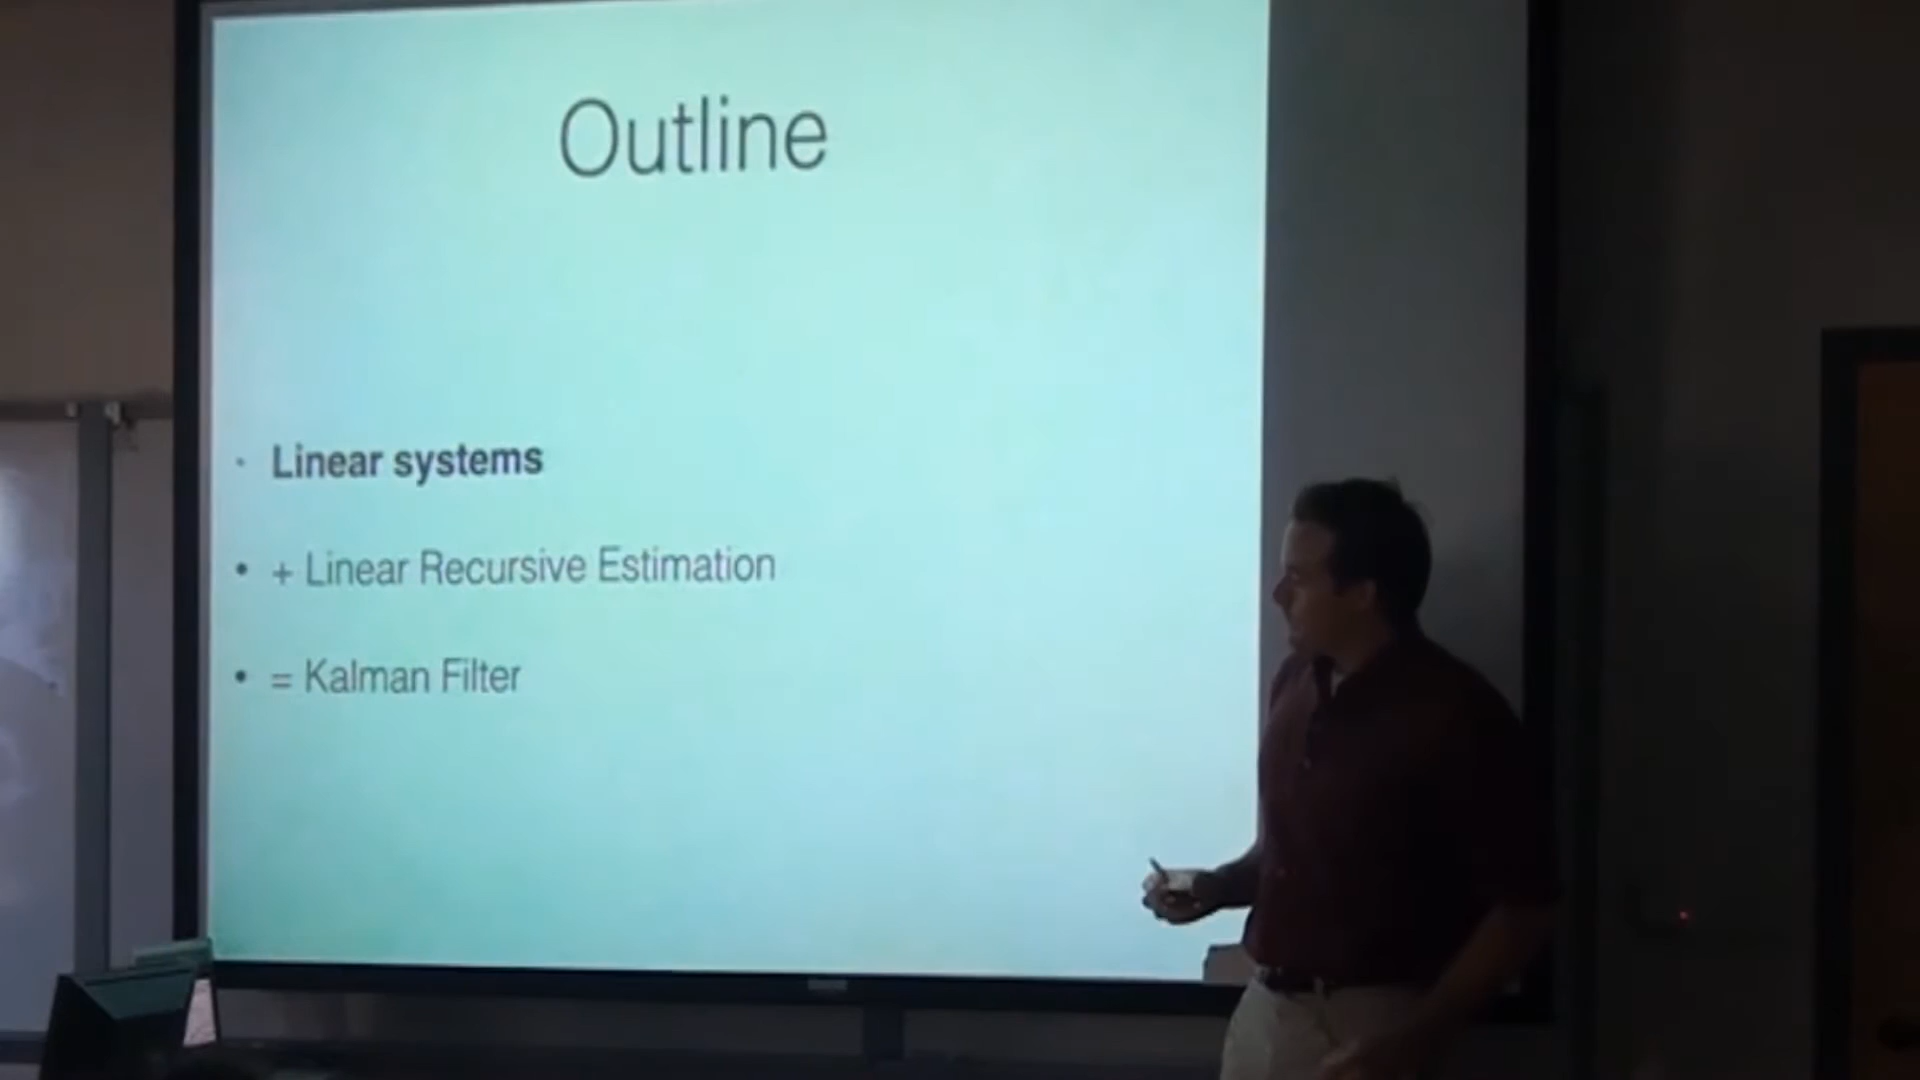 Outline
· Linear systems
• + Linear Recursive Estimation
• = Kalman Filter